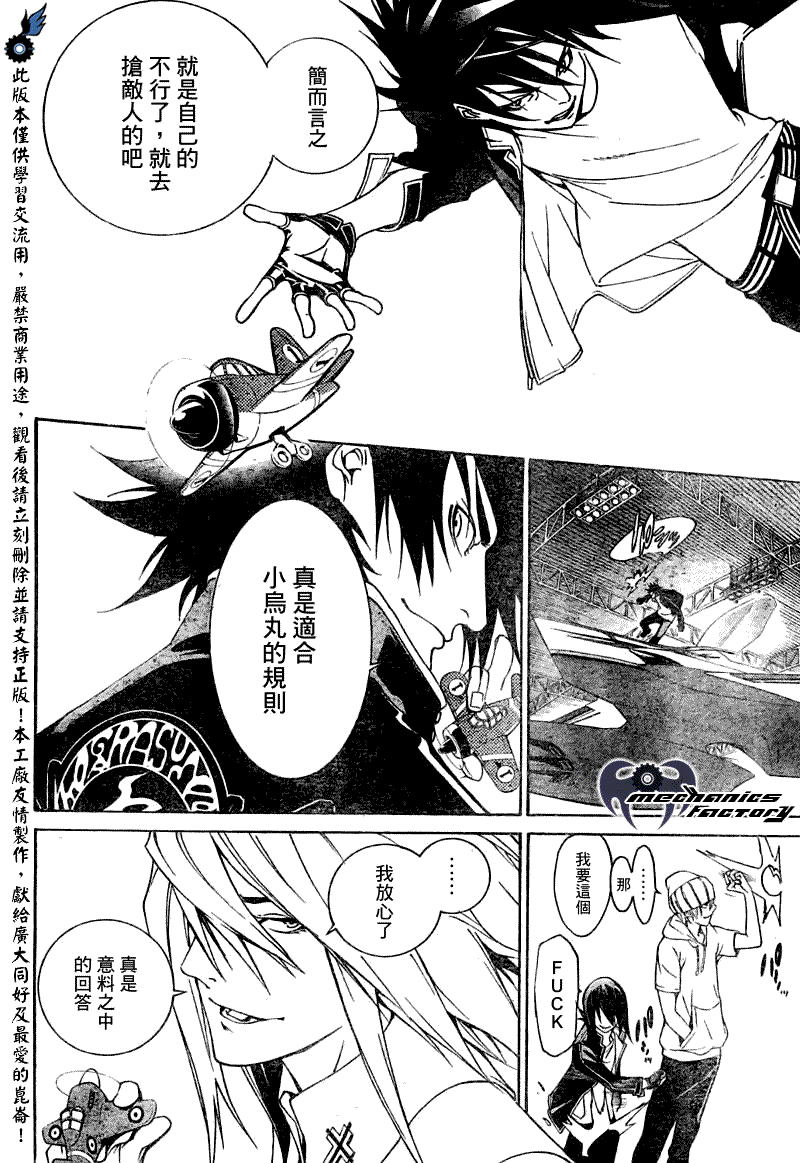 簡而言之
就是自己的
不行了，就去
搶敵人的吧
真是適合
小烏丸的規則
mechanics
factory
……
那
我要這個
FUCK
……
我放心了
真是
意料之中
的回答
此版本僅供學習交流用，嚴禁商業用途，觀看後請立刻刪除並請支持正版！本工廠友情製作，獻給廣大同好及最愛的崑崙！